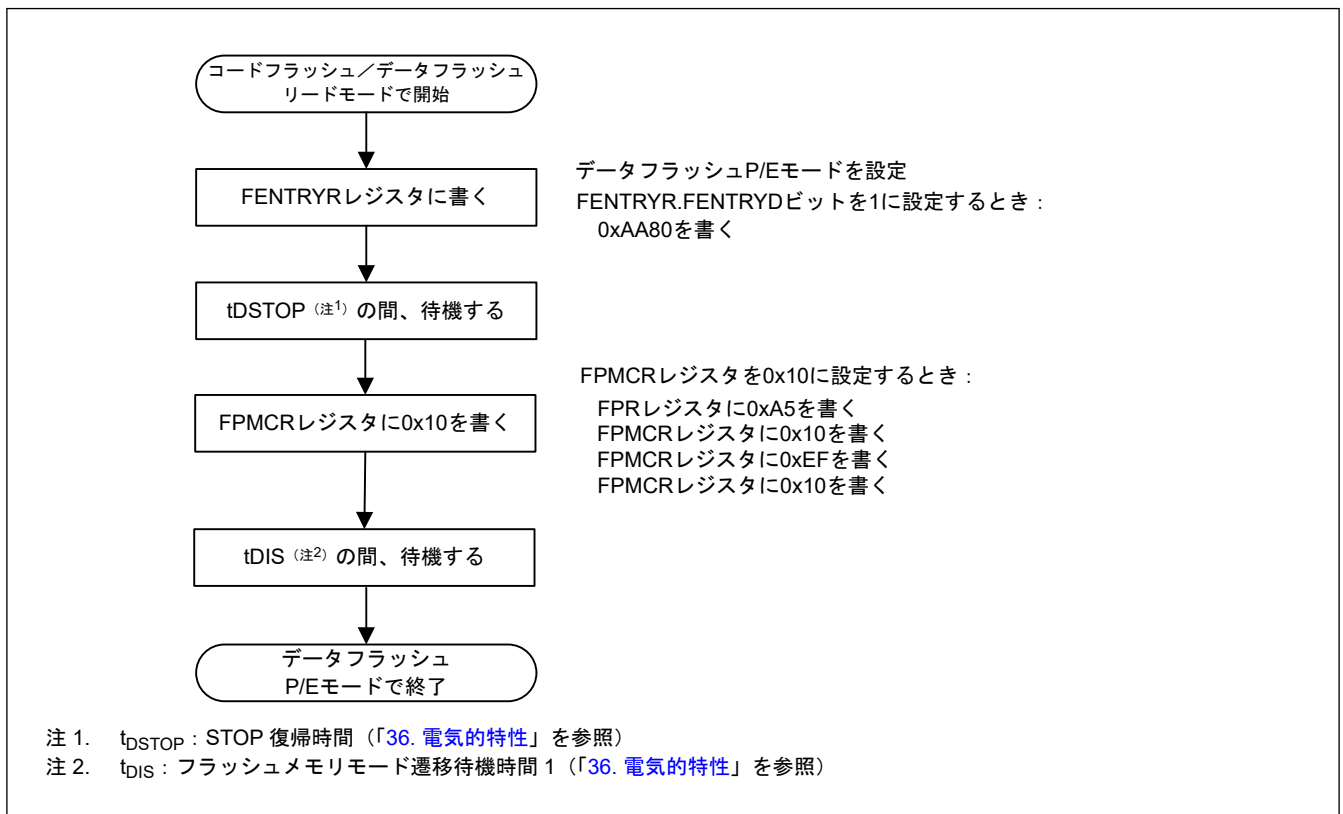 コードフラッシュ／データフラッシュ
リードモードで開始
FENTRYRレジスタに書く
データフラッシュP/Eモードを設定
FENTRYR.FENTRYDビットを1に設定するとき：
0xAA80を書く
tDSTOP（注1）の間、待機する
FPMCRレジスタに0x10を書く
FPMCRレジスタを0x10に設定するとき：
FPRレジスタに0xA5を書く
FPMCRレジスタに0x10を書く
FPMCRレジスタに0xEFを書く
FPMCRレジスタに0x10を書く
tDIS（注2）の間、待機する
データフラッシュ
P/Eモードで終了
注 1. tDSTOP：STOP 復帰時間（「36. 電気的特性」を参照）
注 2. tDIS：フラッシュメモリモード遷移待機時間 1（「36. 電気的特性」を参照）